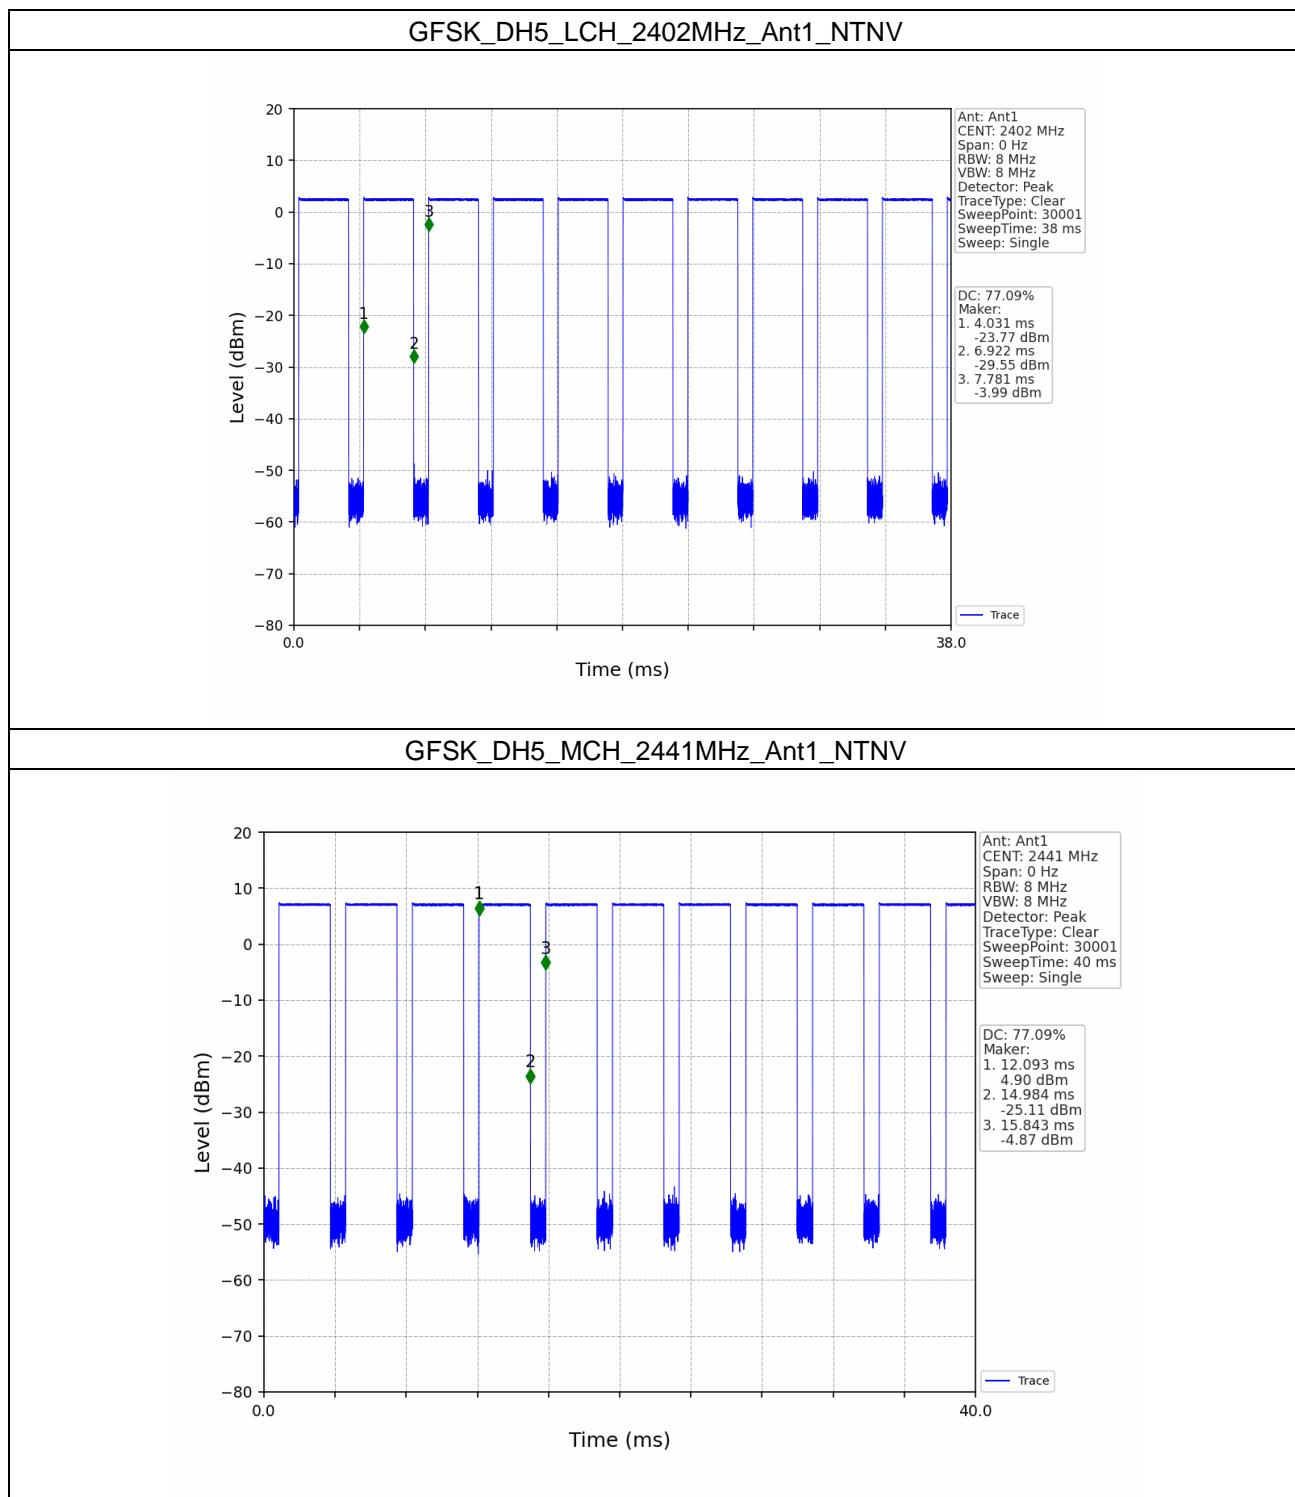 GFSK_DH5_LCH_2402MHz_Ant1_NTNV
20
10
0
−10
−20
−30
−40
−50
−60
−70
−80
Level (dBm)
0.0
38.0
Time (ms)
1
2
3
Ant: Ant1
CENT: 2402 MHz
Span: 0 Hz
RBW: 8 MHz
VBW: 8 MHz
Detector: Peak
TraceType: Clear
SweepPoint: 30001
SweepTime: 38 ms
Sweep: Single
DC: 77.09%
Maker:
1. 4.031 ms
-23.77 dBm
2. 6.922 ms
-29.55 dBm
3. 7.781 ms
-3.99 dBm
Trace
GFSK_DH5_MCH_2441MHz_Ant1_NTNV
20
10
0
−10
−20
−30
−40
−50
−60
−70
−80
Level (dBm)
0.0
40.0
Time (ms)
1
2
3
Ant: Ant1
CENT: 2441 MHz
Span: 0 Hz
RBW: 8 MHz
VBW: 8 MHz
Detector: Peak
TraceType: Clear
SweepPoint: 30001
SweepTime: 40 ms
Sweep: Single
DC: 77.09%
Maker:
1. 12.093 ms
4.90 dBm
2. 14.984 ms
-25.11 dBm
3. 15.843 ms
-4.87 dBm
Trace